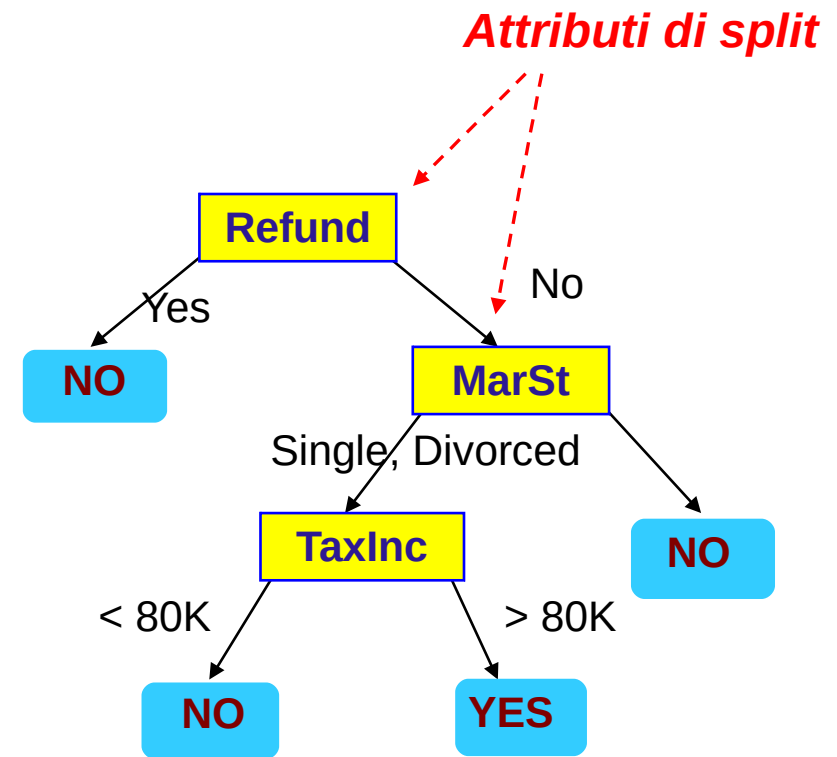 Attributi di split
Refund
Yes
No
NO
MarSt
Single, Divorced
TaxInc
NO
< 80K
> 80K
NO
YES